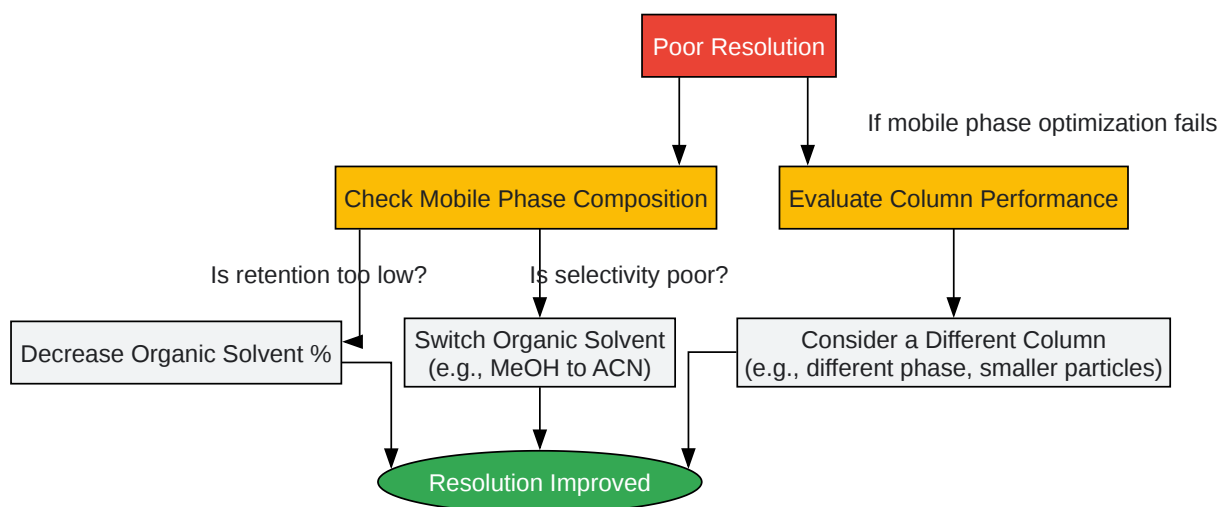 Poor Resolution
If mobile phase optimization fails
Check Mobile Phase Composition
Evaluate Column Performance
Is retention too low?
Is selectivity poor?
Decrease Organic Solvent %
Switch Organic Solvent
(e.g., MeOH to ACN)
Consider a Different Column
(e.g., different phase, smaller particles)
Resolution Improved